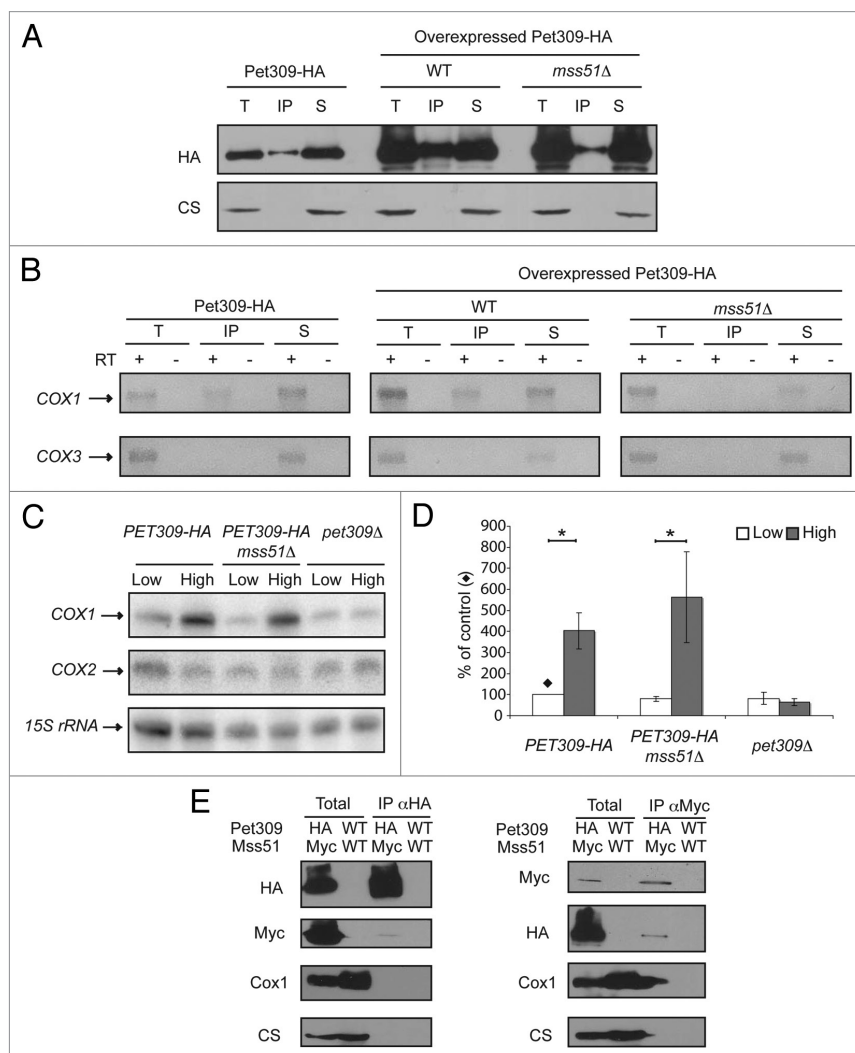 A
Overexpressed Pet309-HA
Pet309-HA WT mss51Δ
T IP S T IP S T IP S
HA
CS
B
Overexpressed Pet309-HA
Pet309-HA WT mss51Δ
T IP S T IP S T IP S
RT + - + - + - + - + - + - + - + - + -
COX1
COX3
C
PET309-HA PET309-HA mss51Δ pet309Δ
Low High Low High Low High
COX1
COX2
15S rRNA
D
% of control (◆)
900
800
700
600
500
400
300
200
100
0
* *
◆
Low High
PET309-HA PET309-HA mss51Δ pet309Δ
E
Total IP αHA
Pet309 HA WT HA WT
Mss51 Myc WT Myc WT
HA
Myc
Cox1
CS
Total IP αMyc
Pet309 HA WT HA WT
Mss51 Myc WT Myc WT
Myc
HA
Cox1
CS